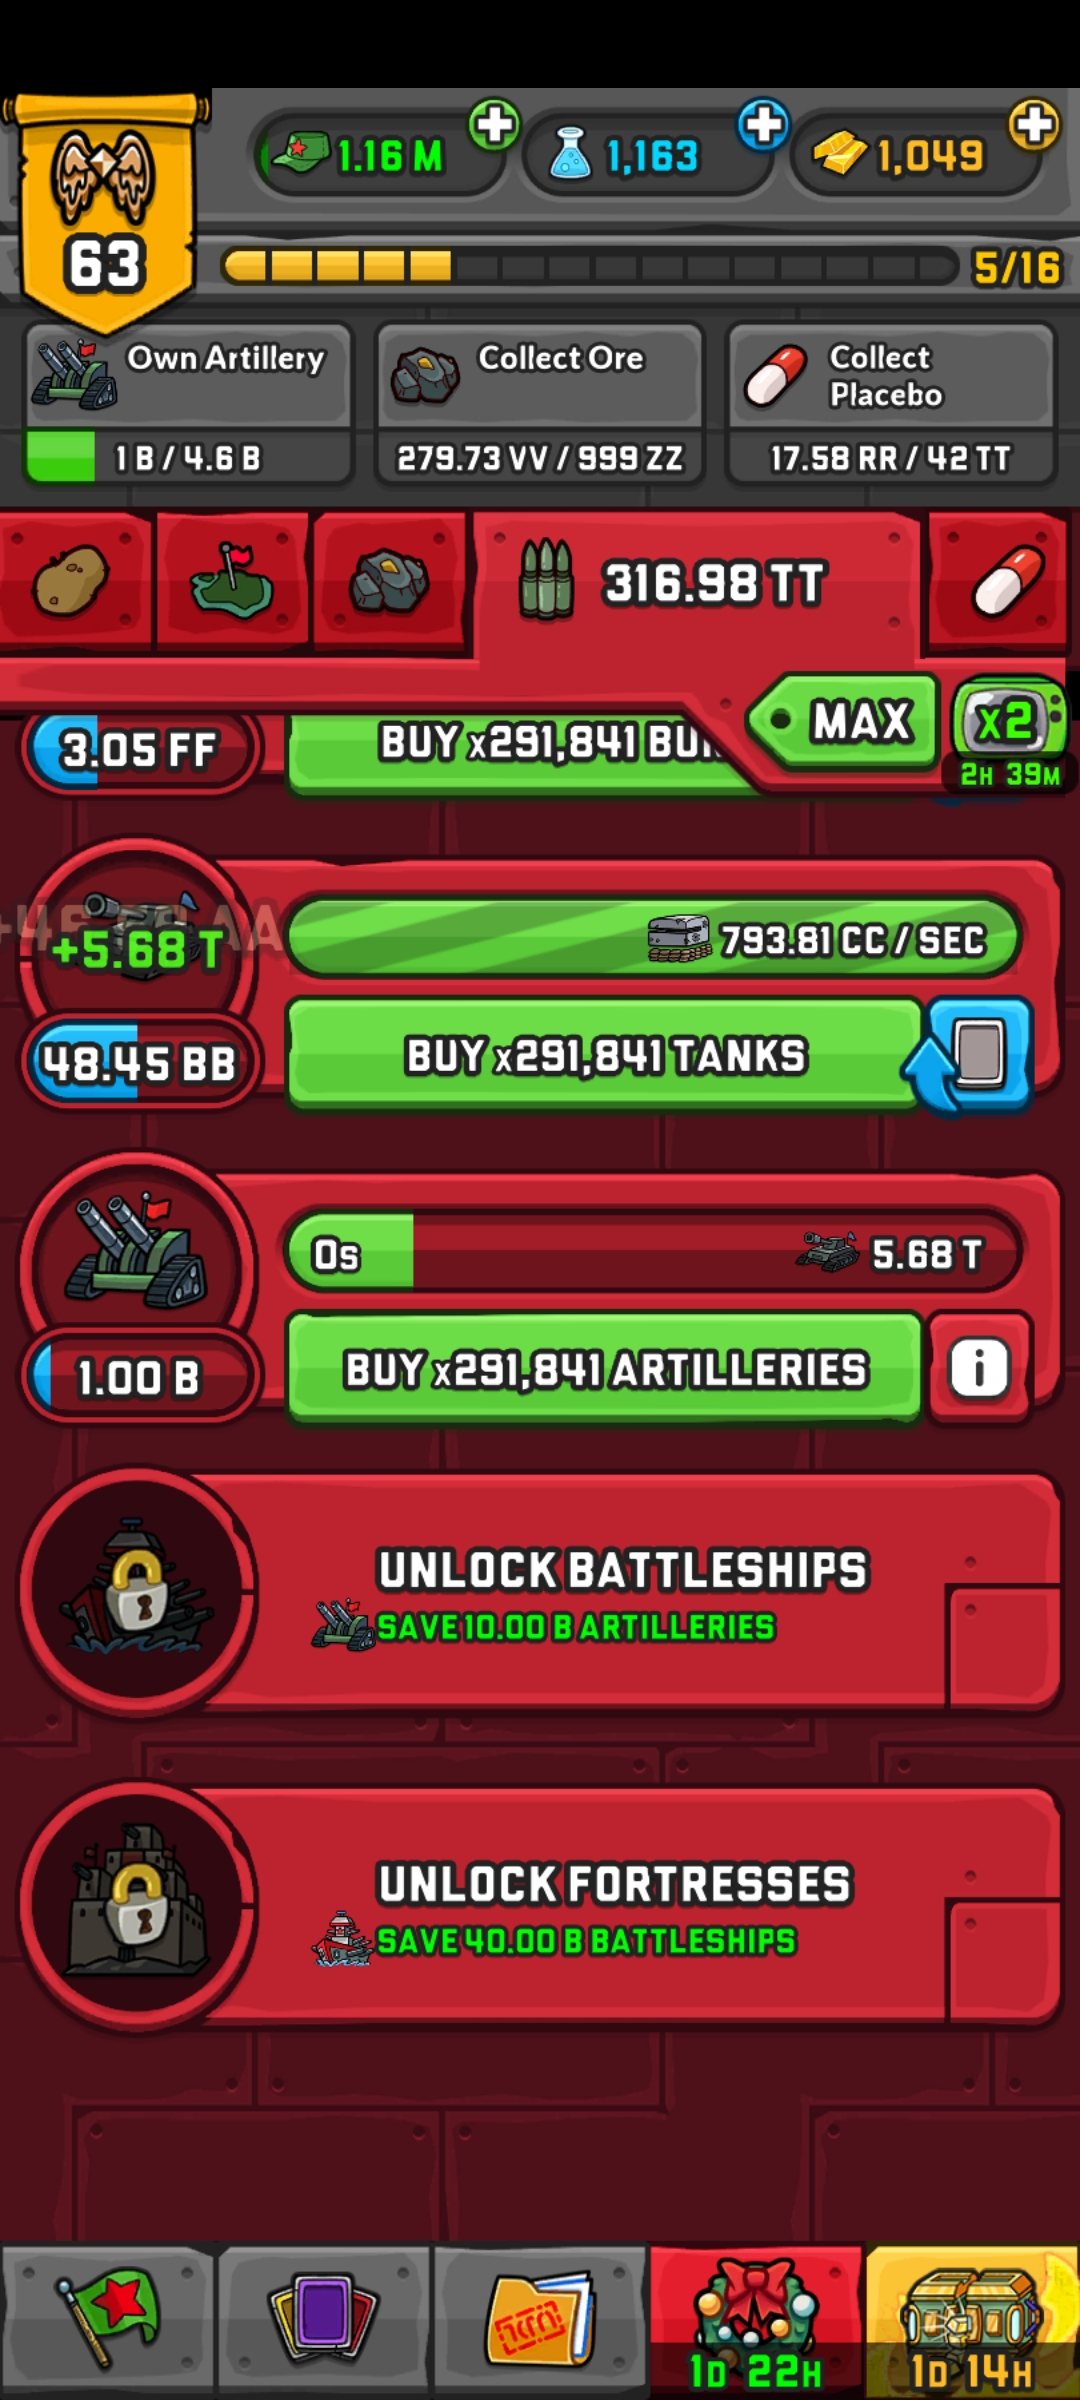 1.16 M
1,163
1,049
63
5/16
Own Artillery
Collect Ore
Collect
Placebo
1 B / 4.6 B
279.73 VV / 999 ZZ
17.58 RR / 42 TT
316.98 TT
MAX
x2
2H 39M
3.05 FF
BUY x291,841
+5.68 T
793.81 CC / SEC
48.45 BB
BUY x291,841 TANKS
0s
5.68 T
1.00 B
BUY x291,841 ARTILLERIES
i
UNLOCK BATTLESHIPS
SAVE 10.00 B ARTILLERIES
UNLOCK FORTRESSES
SAVE 40.00 B BATTLESHIPS
1D 22H
1D 14H